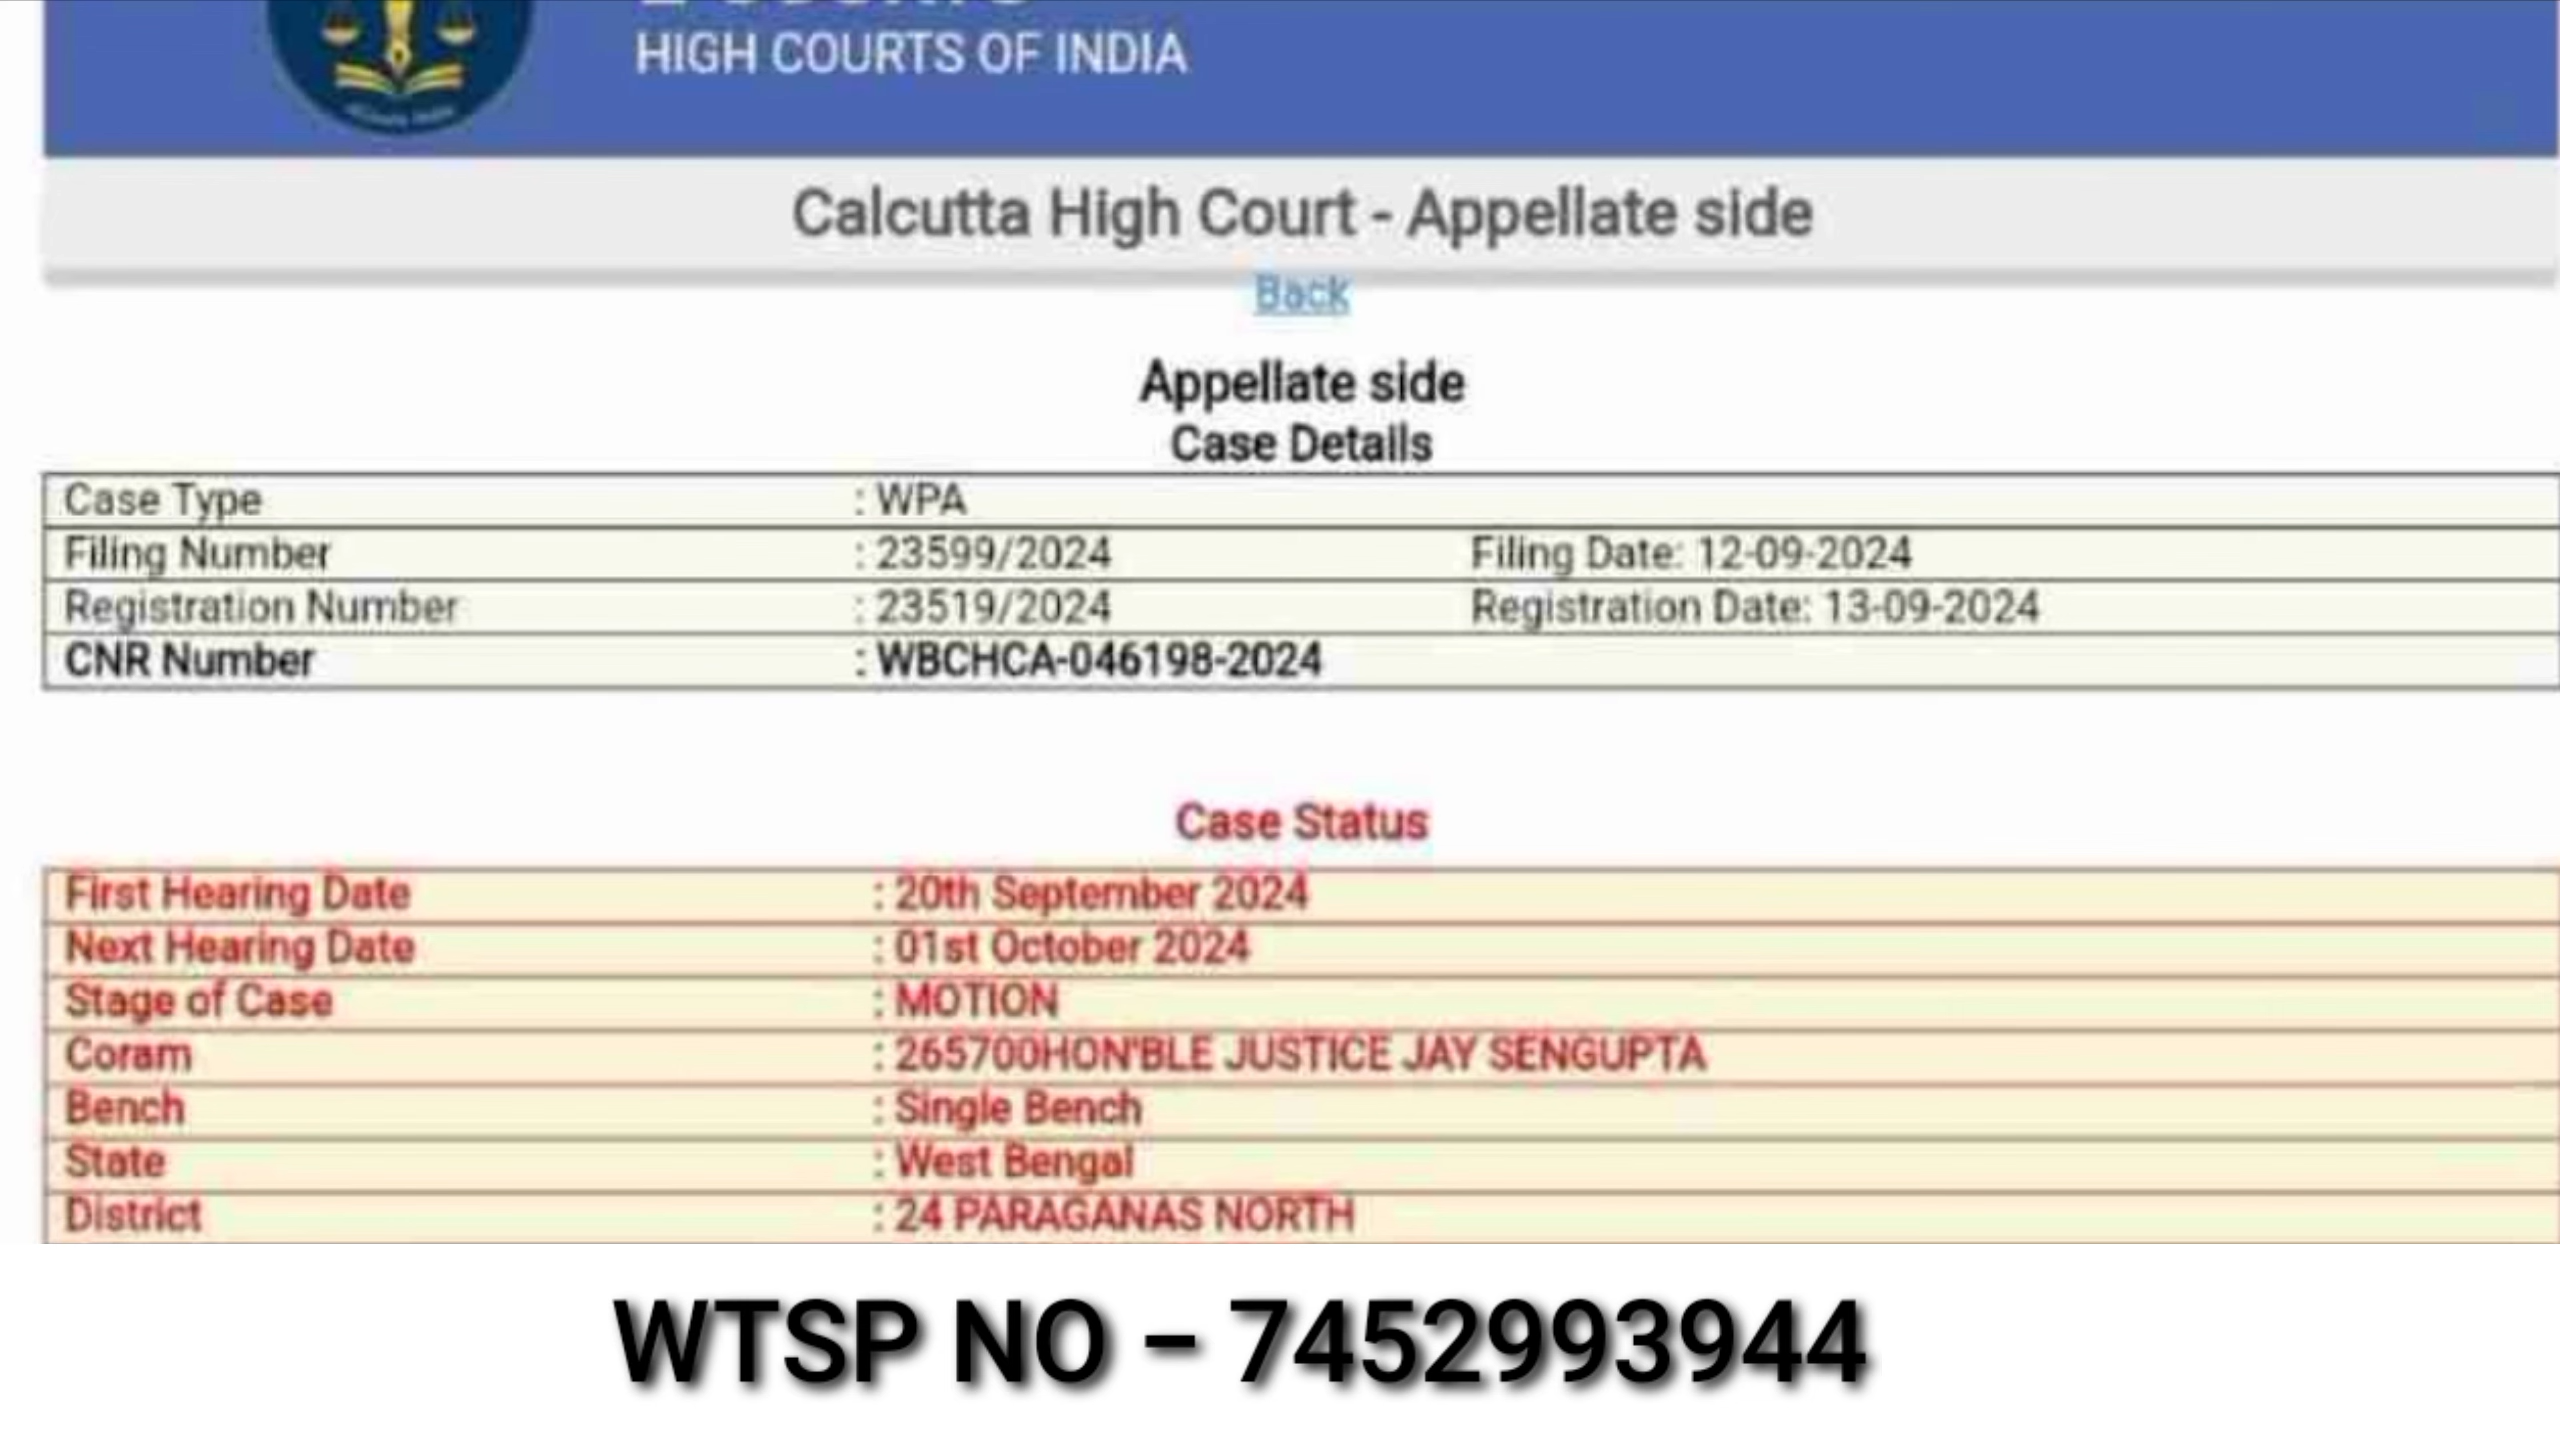 HIGH COURTS OF INDIA
Calcutta High Court - Appellate side
Back
Appellate side
Case Details
Case Type : WPA
Filing Number : 23599/2024 Filing Date: 12-09-2024
Registration Number : 23519/2024 Registration Date: 13-09-2024
CNR Number : WBCHCA-046198-2024
Case Status
First Hearing Date : 20th September 2024
Next Hearing Date : 01st October 2024
Stage of Case : MOTION
Coram : 265700HON'BLE JUSTICE JAY SENGUPTA
Bench : Single Bench
State : West Bengal
District : 24 PARAGANAS NORTH
WTSP NO - 7452993944